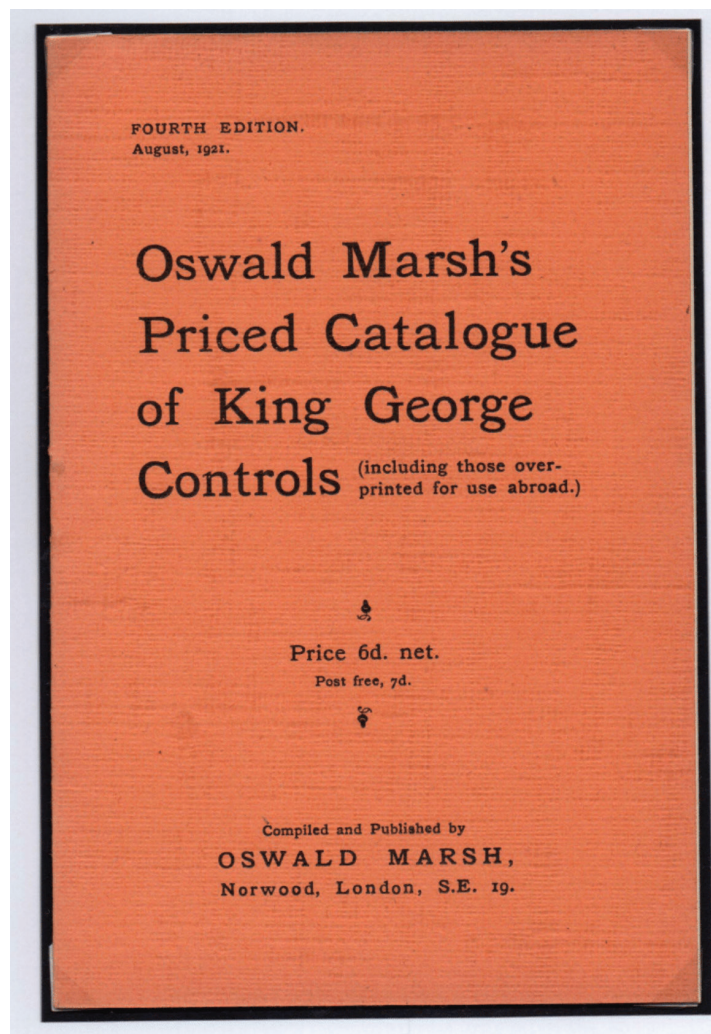 FOURTH EDITION.
August, 1921.
Oswald Marsh's
Priced Catalogue
of King George
Controls (including those over-
printed for use abroad.)
Price 6d. net.
Post free, 7d.
Compiled and Published by
OSWALD MARSH,
Norwood, London, S.E. 19.